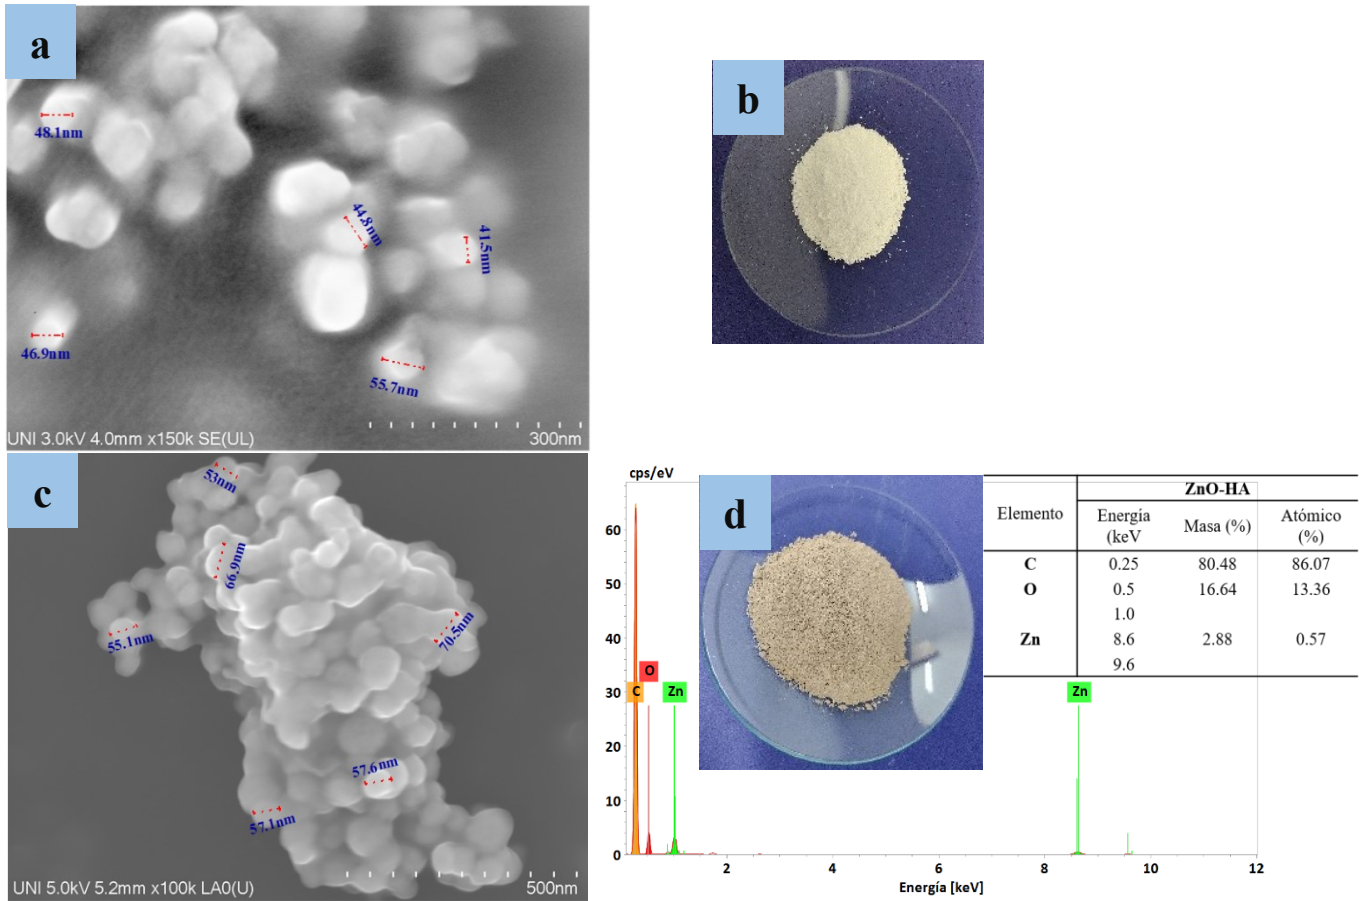 a
48.1nm
44.8nm
41.5nm
46.9nm
55.7nm
UNI 3.0kV 4.0mm x150k SE(UL)
300nm
b
c
53nm
66.9nm
55.1nm
70.5nm
57.6nm
57.1nm
UNI 5.0kV 5.2mm x100k LA0(U)
500nm
cps/eV
60
50
40
30
20
10
0
C
O
Zn
Zn
2
4
6
8
10
12
Energía [keV]
d
ZnO-HA
Elemento
Energía (keV
Masa (%)
Atómico (%)
C 0.25 80.48 86.07
O 0.5 16.64 13.36
1.0
Zn 8.6 2.88 0.57
9.6